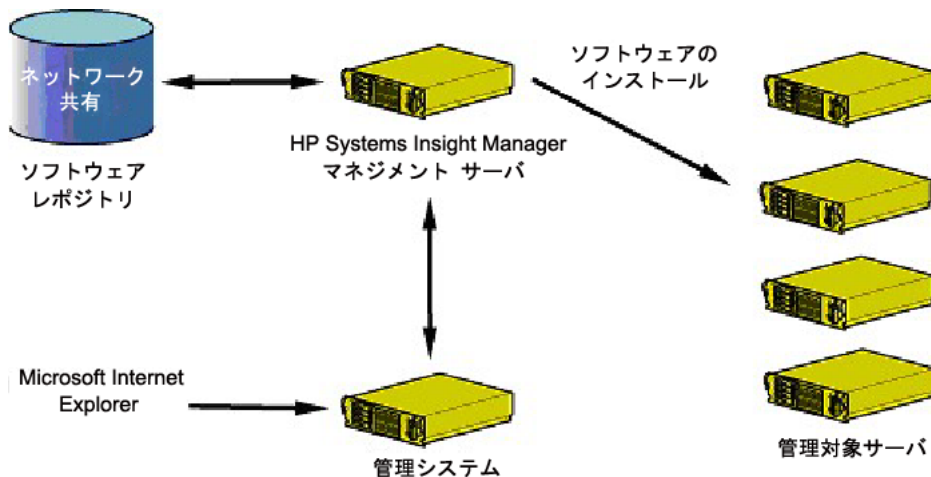 ネットワーク
共有
ソフトウェア
レポジトリ
HP Systems Insight Manager
マネジメント サーバ
ソフトウェアの
インストール
Microsoft Internet
Explorer
管理システム
管理対象サーバ